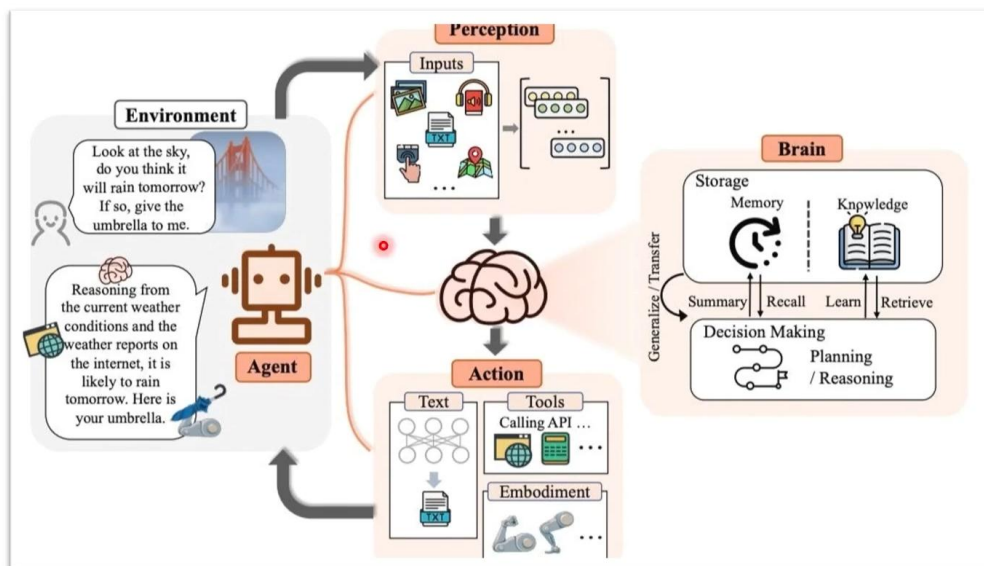 Perception
Inputs
TXT
...
...
Environment
Look at the sky,
do you think it
will rain tomorrow?
If so, give the
umbrella to me.
Reasoning from
the current weather
conditions and the
weather reports on
the internet, it is
likely to rain
tomorrow. Here is
your umbrella.
Agent
Brain
Storage
Memory
Knowledge
Generalize / Transfer
Summary
Recall
Learn
Retrieve
Decision Making
Planning
/ Reasoning
Action
Text
TXT
Tools
Calling API ...
...
Embodiment
...